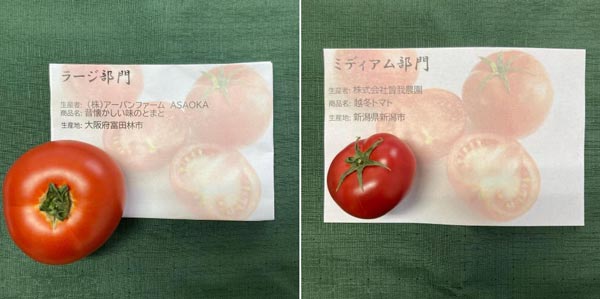 ラージ部門
生産者: (株)アーバンファーム ASAOKA
商品名: 昔懐かしい味のとまと
生産地: 大阪府富田林市
ミディアム部門
生産者: 株式会社曽我農園
商品名: 越冬トマト
生産地: 新潟県新潟市